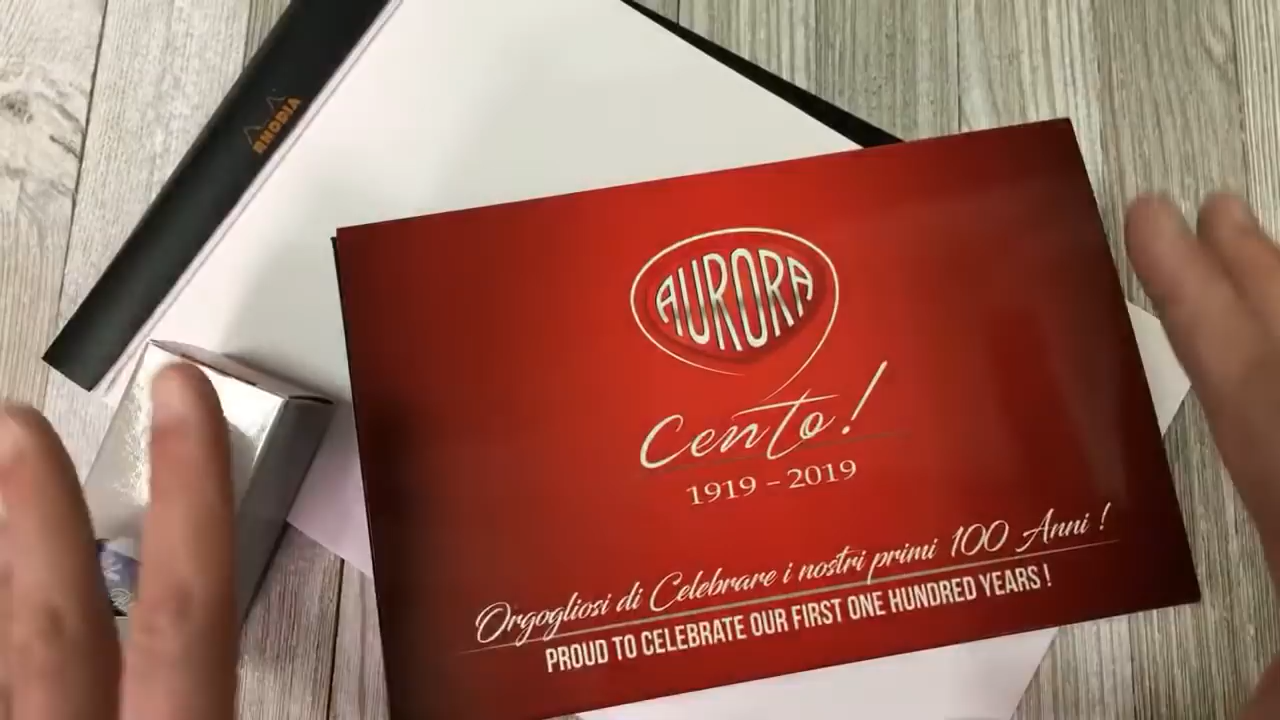 RHODIA
AURORA
Cento!
1919 - 2019
Orgogliosi di Celebrare i nostri primi 100 Anni !
PROUD TO CELEBRATE OUR FIRST ONE HUNDRED YEARS !